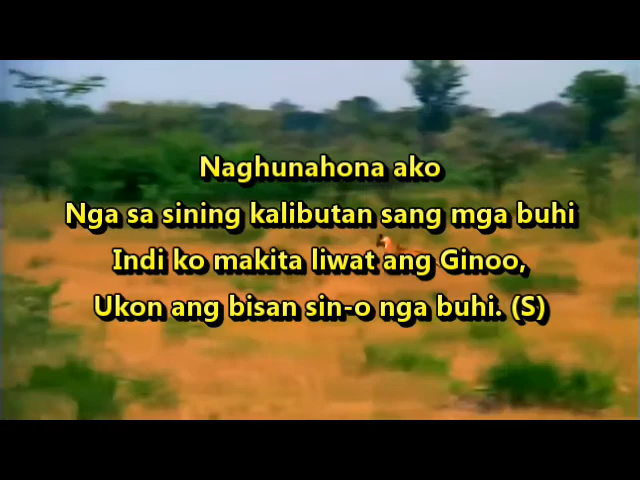 Naghunahona ako
Nga sa sining kalibutan sang mga buhi
Indi ko makita liwat ang Ginoo,
Ukon ang bisan sin-o nga buhi. (S)